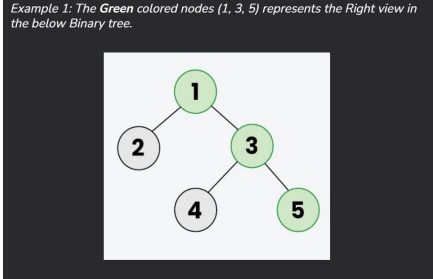 Example 1: The Green colored nodes (1, 3, 5) represents the Right view in
the below Binary tree.
1
2
3
4
5